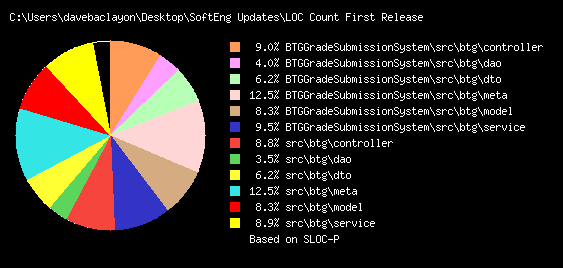 C:\Users\davebaclayon\Desktop\SoftEng Updates\LOC Count First Release
9.0% BTGGradeSubmissionSystem\src\btg\controller
4.0% BTGGradeSubmissionSystem\src\btg\dao
6.2% BTGGradeSubmissionSystem\src\btg\dto
12.5% BTGGradeSubmissionSystem\src\btg\meta
8.3% BTGGradeSubmissionSystem\src\btg\model
9.5% BTGGradeSubmissionSystem\src\btg\service
8.8% src\btg\controller
3.5% src\btg\dao
6.2% src\btg\dto
12.5% src\btg\meta
8.3% src\btg\model
8.9% src\btg\service
Based on SLOC-P